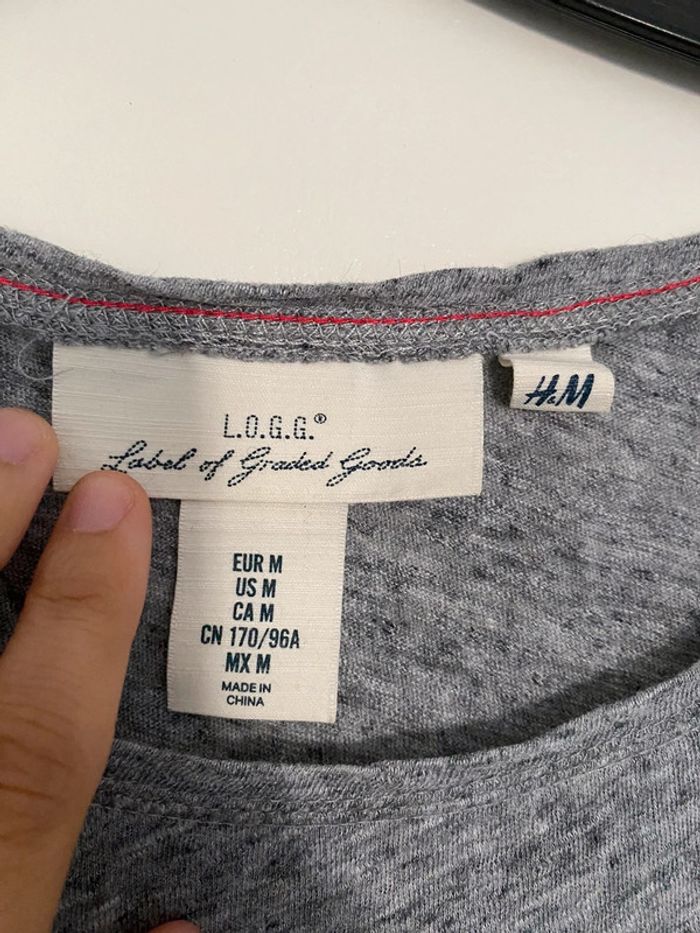 L.O.G.G.®
Label of Graded Goods
H&M
EUR M
US M
CA M
CN 170/96A
MX M
MADE IN
CHINA